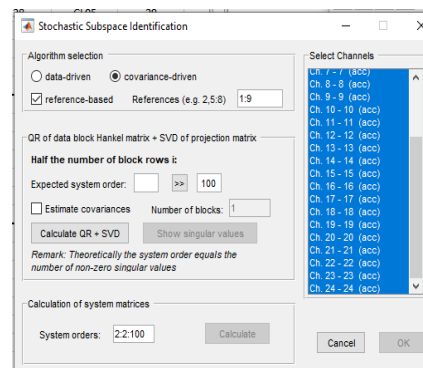 Stochastic Subspace Identification
Algorithm selection
data-driven
covariance-driven
reference-based
References (e.g. 2,5:8)
1:9
QR of data block Hankel matrix + SVD of projection matrix
Half the number of block rows i:
Expected system order:
>>
100
Estimate covariances
Number of blocks:
1
Calculate QR + SVD
Show singular values
Remark: Theoretically the system order equals the
number of non-zero singular values
Calculation of system matrices
System orders:
2:2:100
Calculate
Select Channels
Ch. 7 - 7 (acc)
Ch. 8 - 8 (acc)
Ch. 9 - 9 (acc)
Ch. 10 - 10 (acc)
Ch. 11 - 11 (acc)
Ch. 12 - 12 (acc)
Ch. 13 - 13 (acc)
Ch. 14 - 14 (acc)
Ch. 15 - 15 (acc)
Ch. 16 - 16 (acc)
Ch. 17 - 17 (acc)
Ch. 18 - 18 (acc)
Ch. 19 - 19 (acc)
Ch. 20 - 20 (acc)
Ch. 21 - 21 (acc)
Ch. 22 - 22 (acc)
Ch. 23 - 23 (acc)
Ch. 24 - 24 (acc)
Cancel
OK